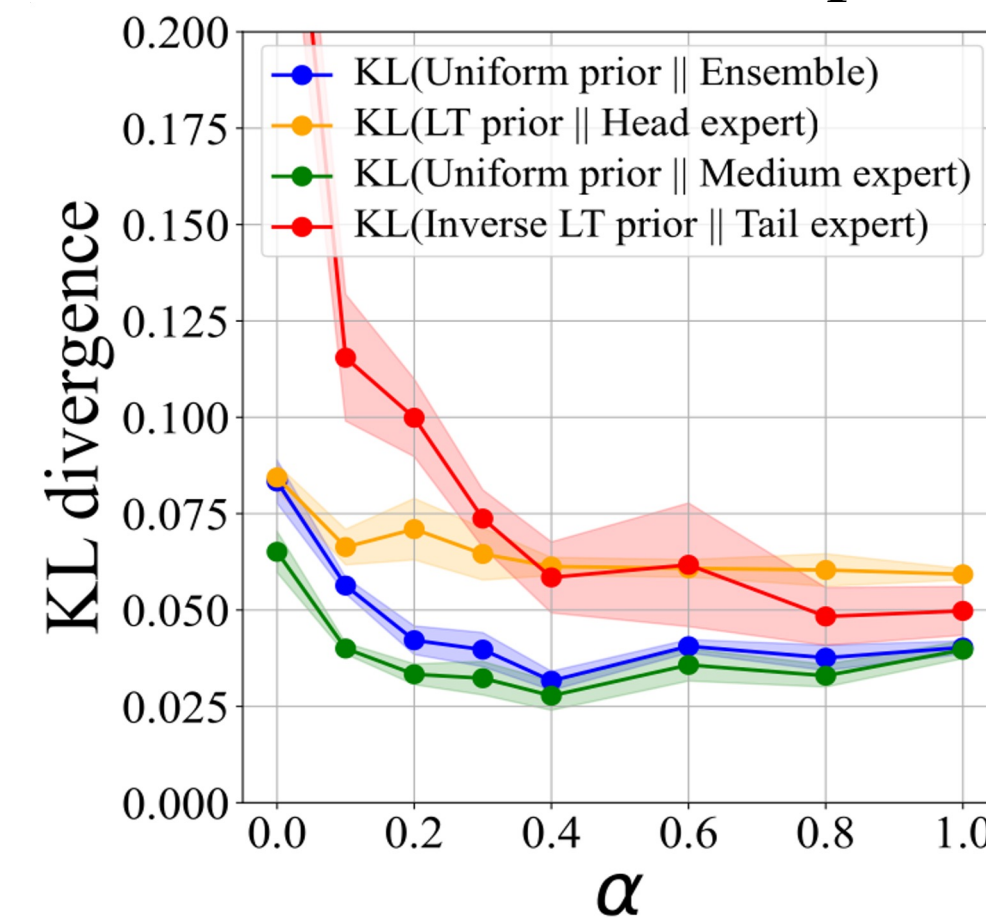 0.200
0.175
0.150
0.125
0.100
0.075
0.050
0.025
0.000
KL divergence
KL(Uniform prior || Ensemble)
KL(LT prior || Head expert)
KL(Uniform prior || Medium expert)
KL(Inverse LT prior || Tail expert)
0.0 0.2 0.4 0.6 0.8 1.0
α